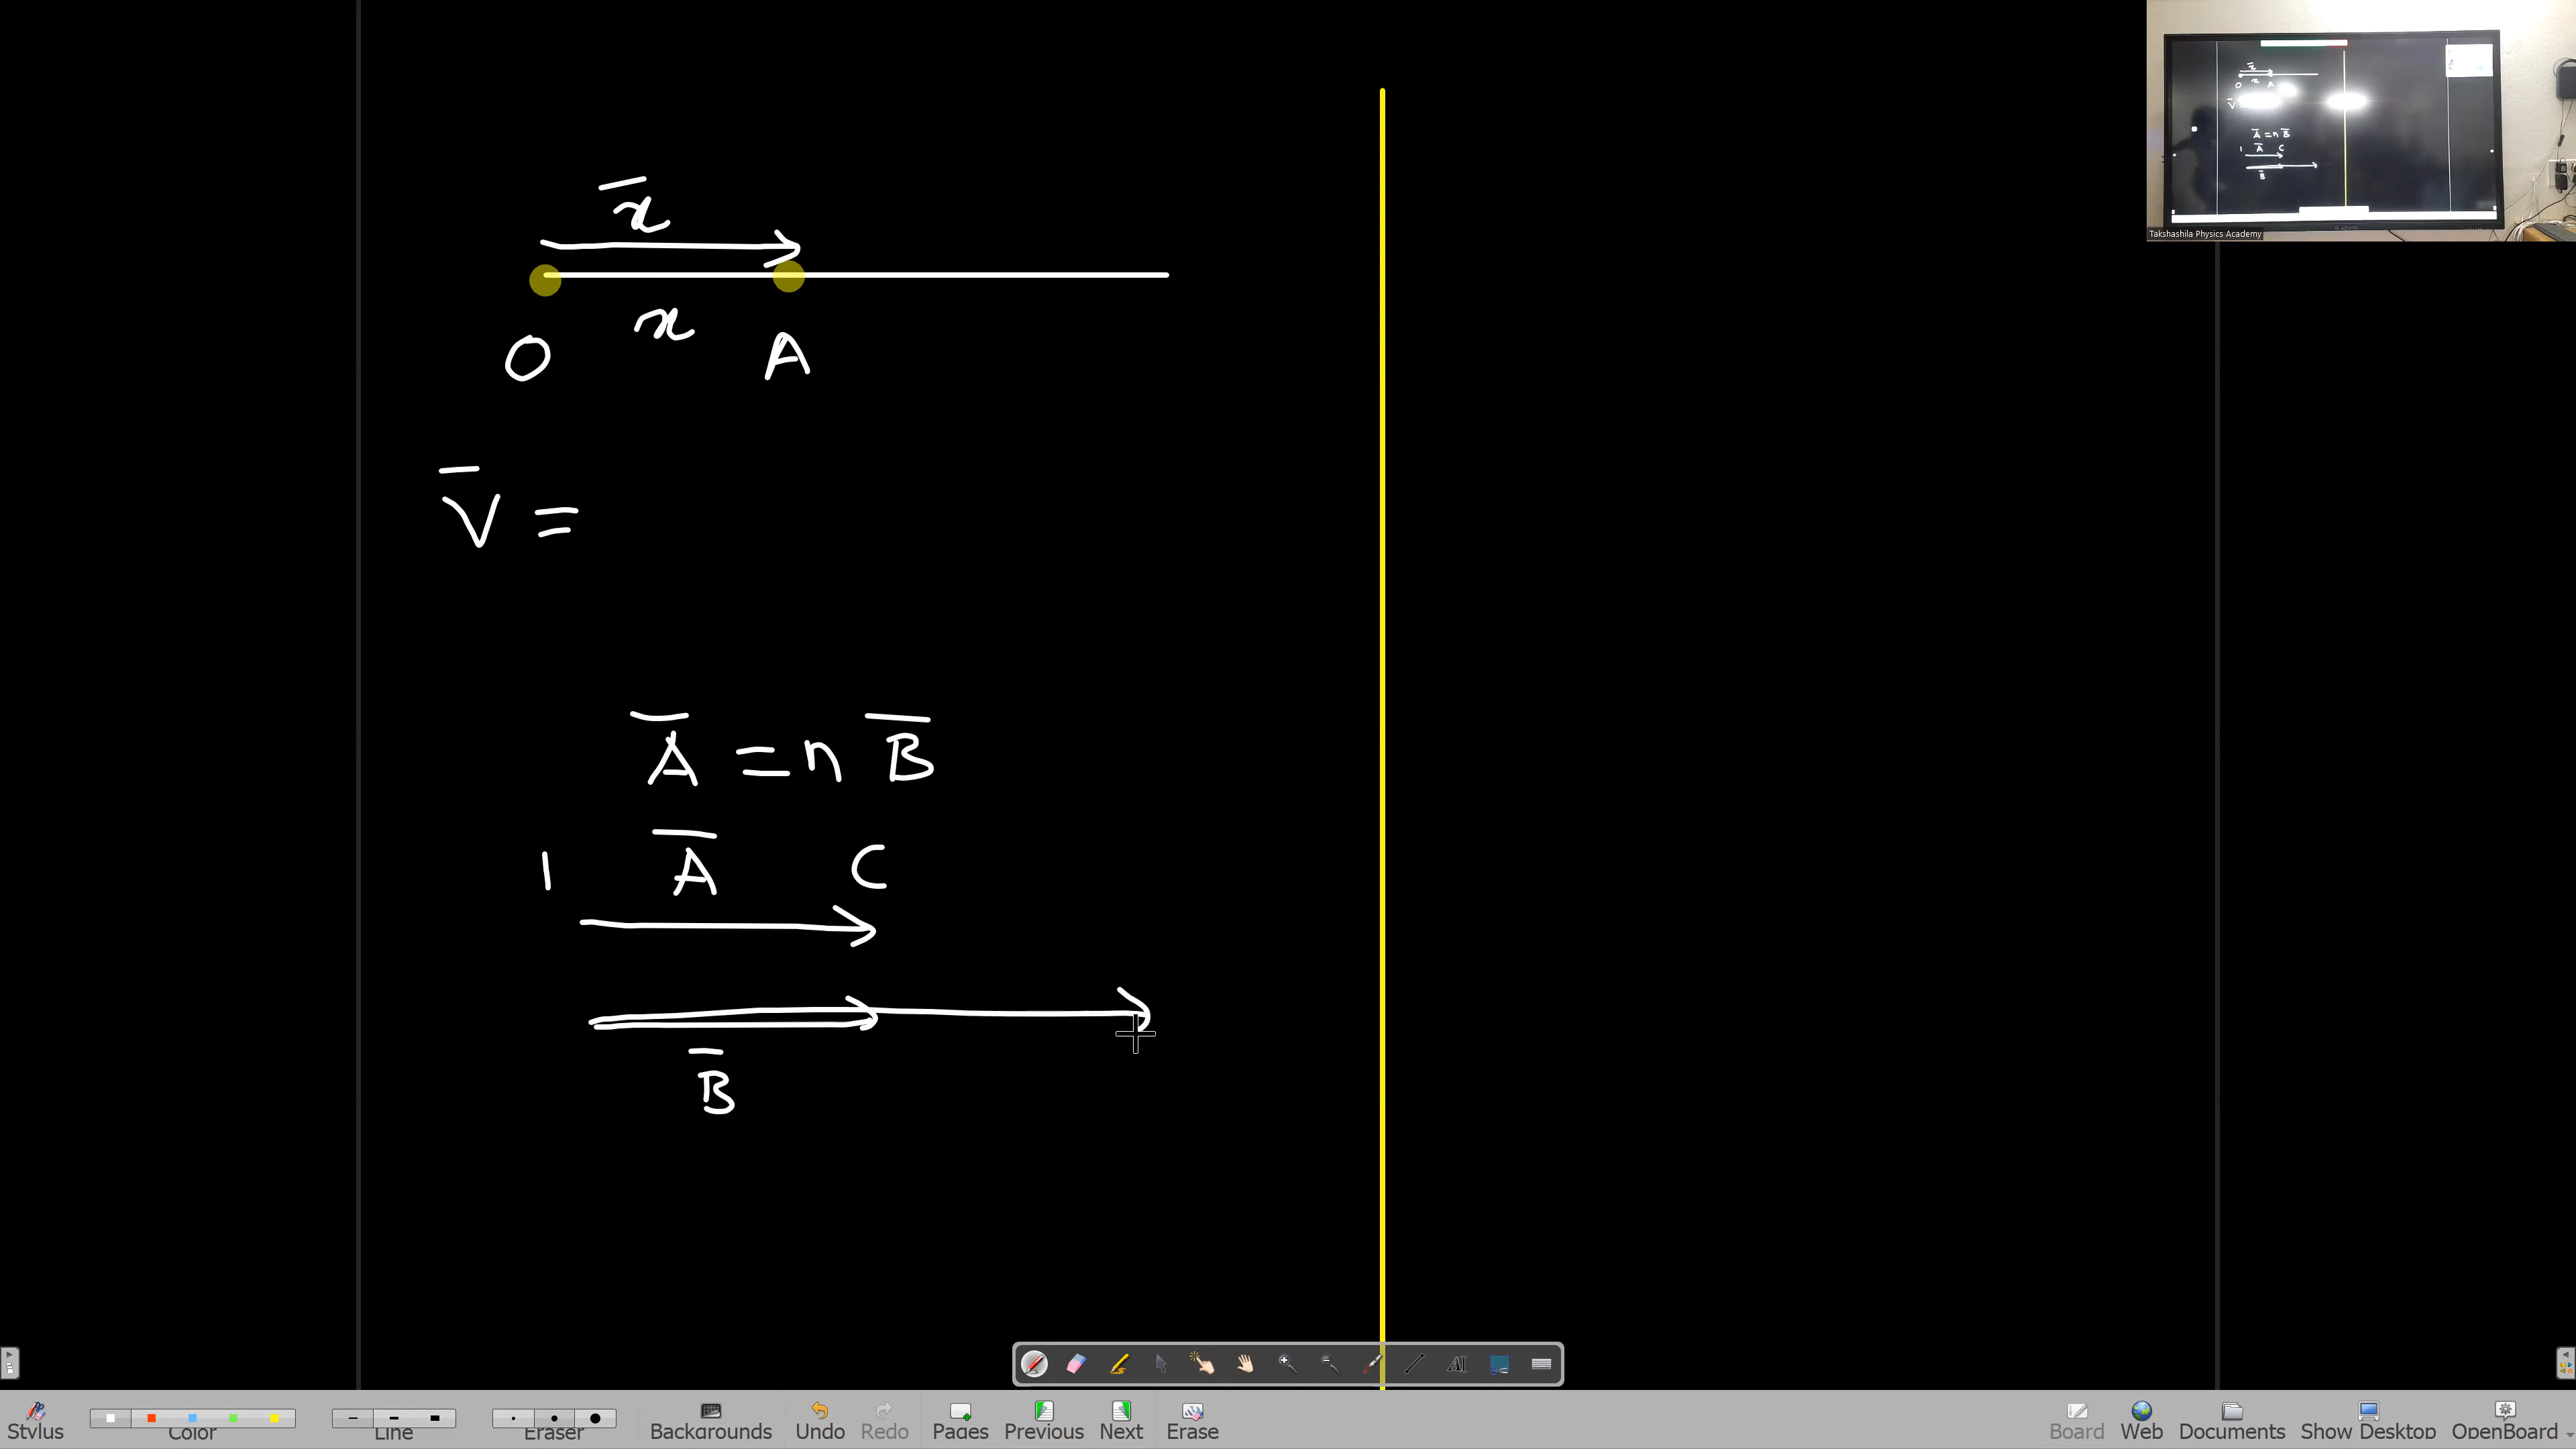 x̅
x
O A
V̅ =
A̅ = n B̅
1 A̅ C
B̅
Takshashila Physics Academy
Stylus Color Line Eraser Backgrounds Undo Redo Pages Previous Next Erase Board Web Documents Show Desktop OpenBoard